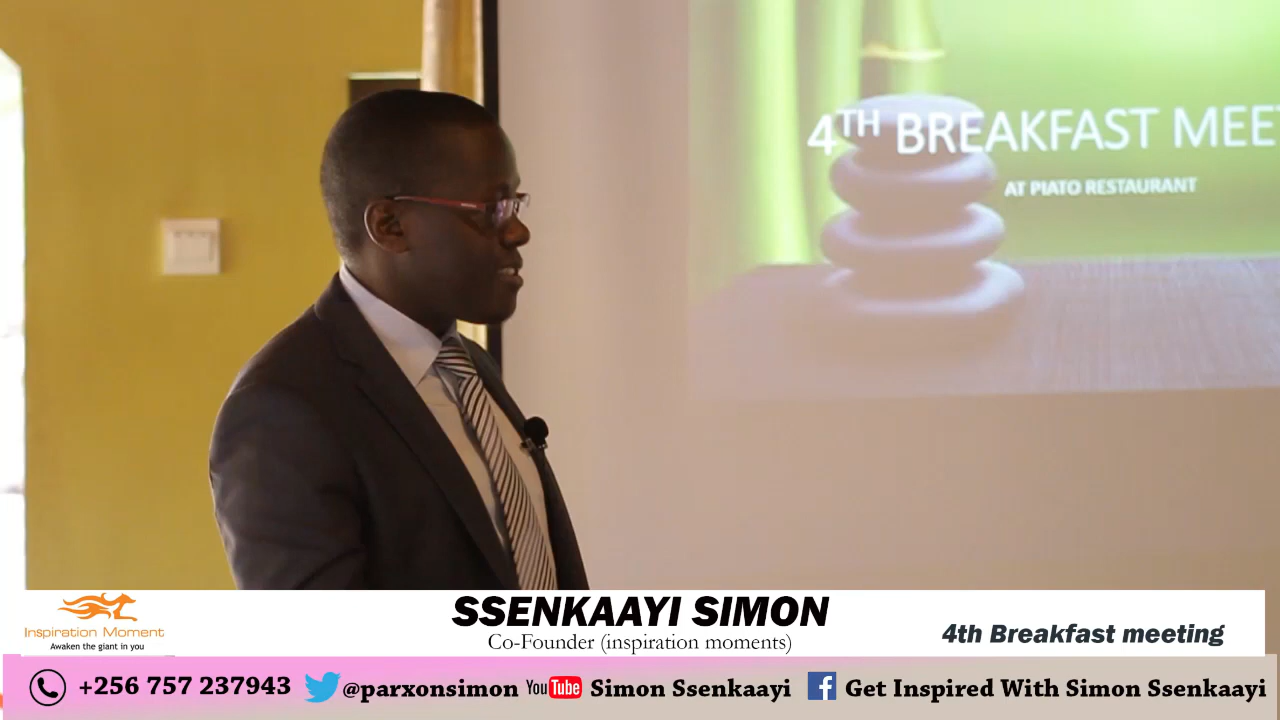 4TH BREAKFAST MEET
AT PIATO RESTAURANT
Inspiration Moment
Awaken the giant in you
SSENKAAYI SIMON
Co-Founder (inspiration moments)
4th Breakfast meeting
+256 757 237943
@parxonsimon
YouTube Simon Ssenkaayi
f Get Inspired With Simon Ssenkaayi